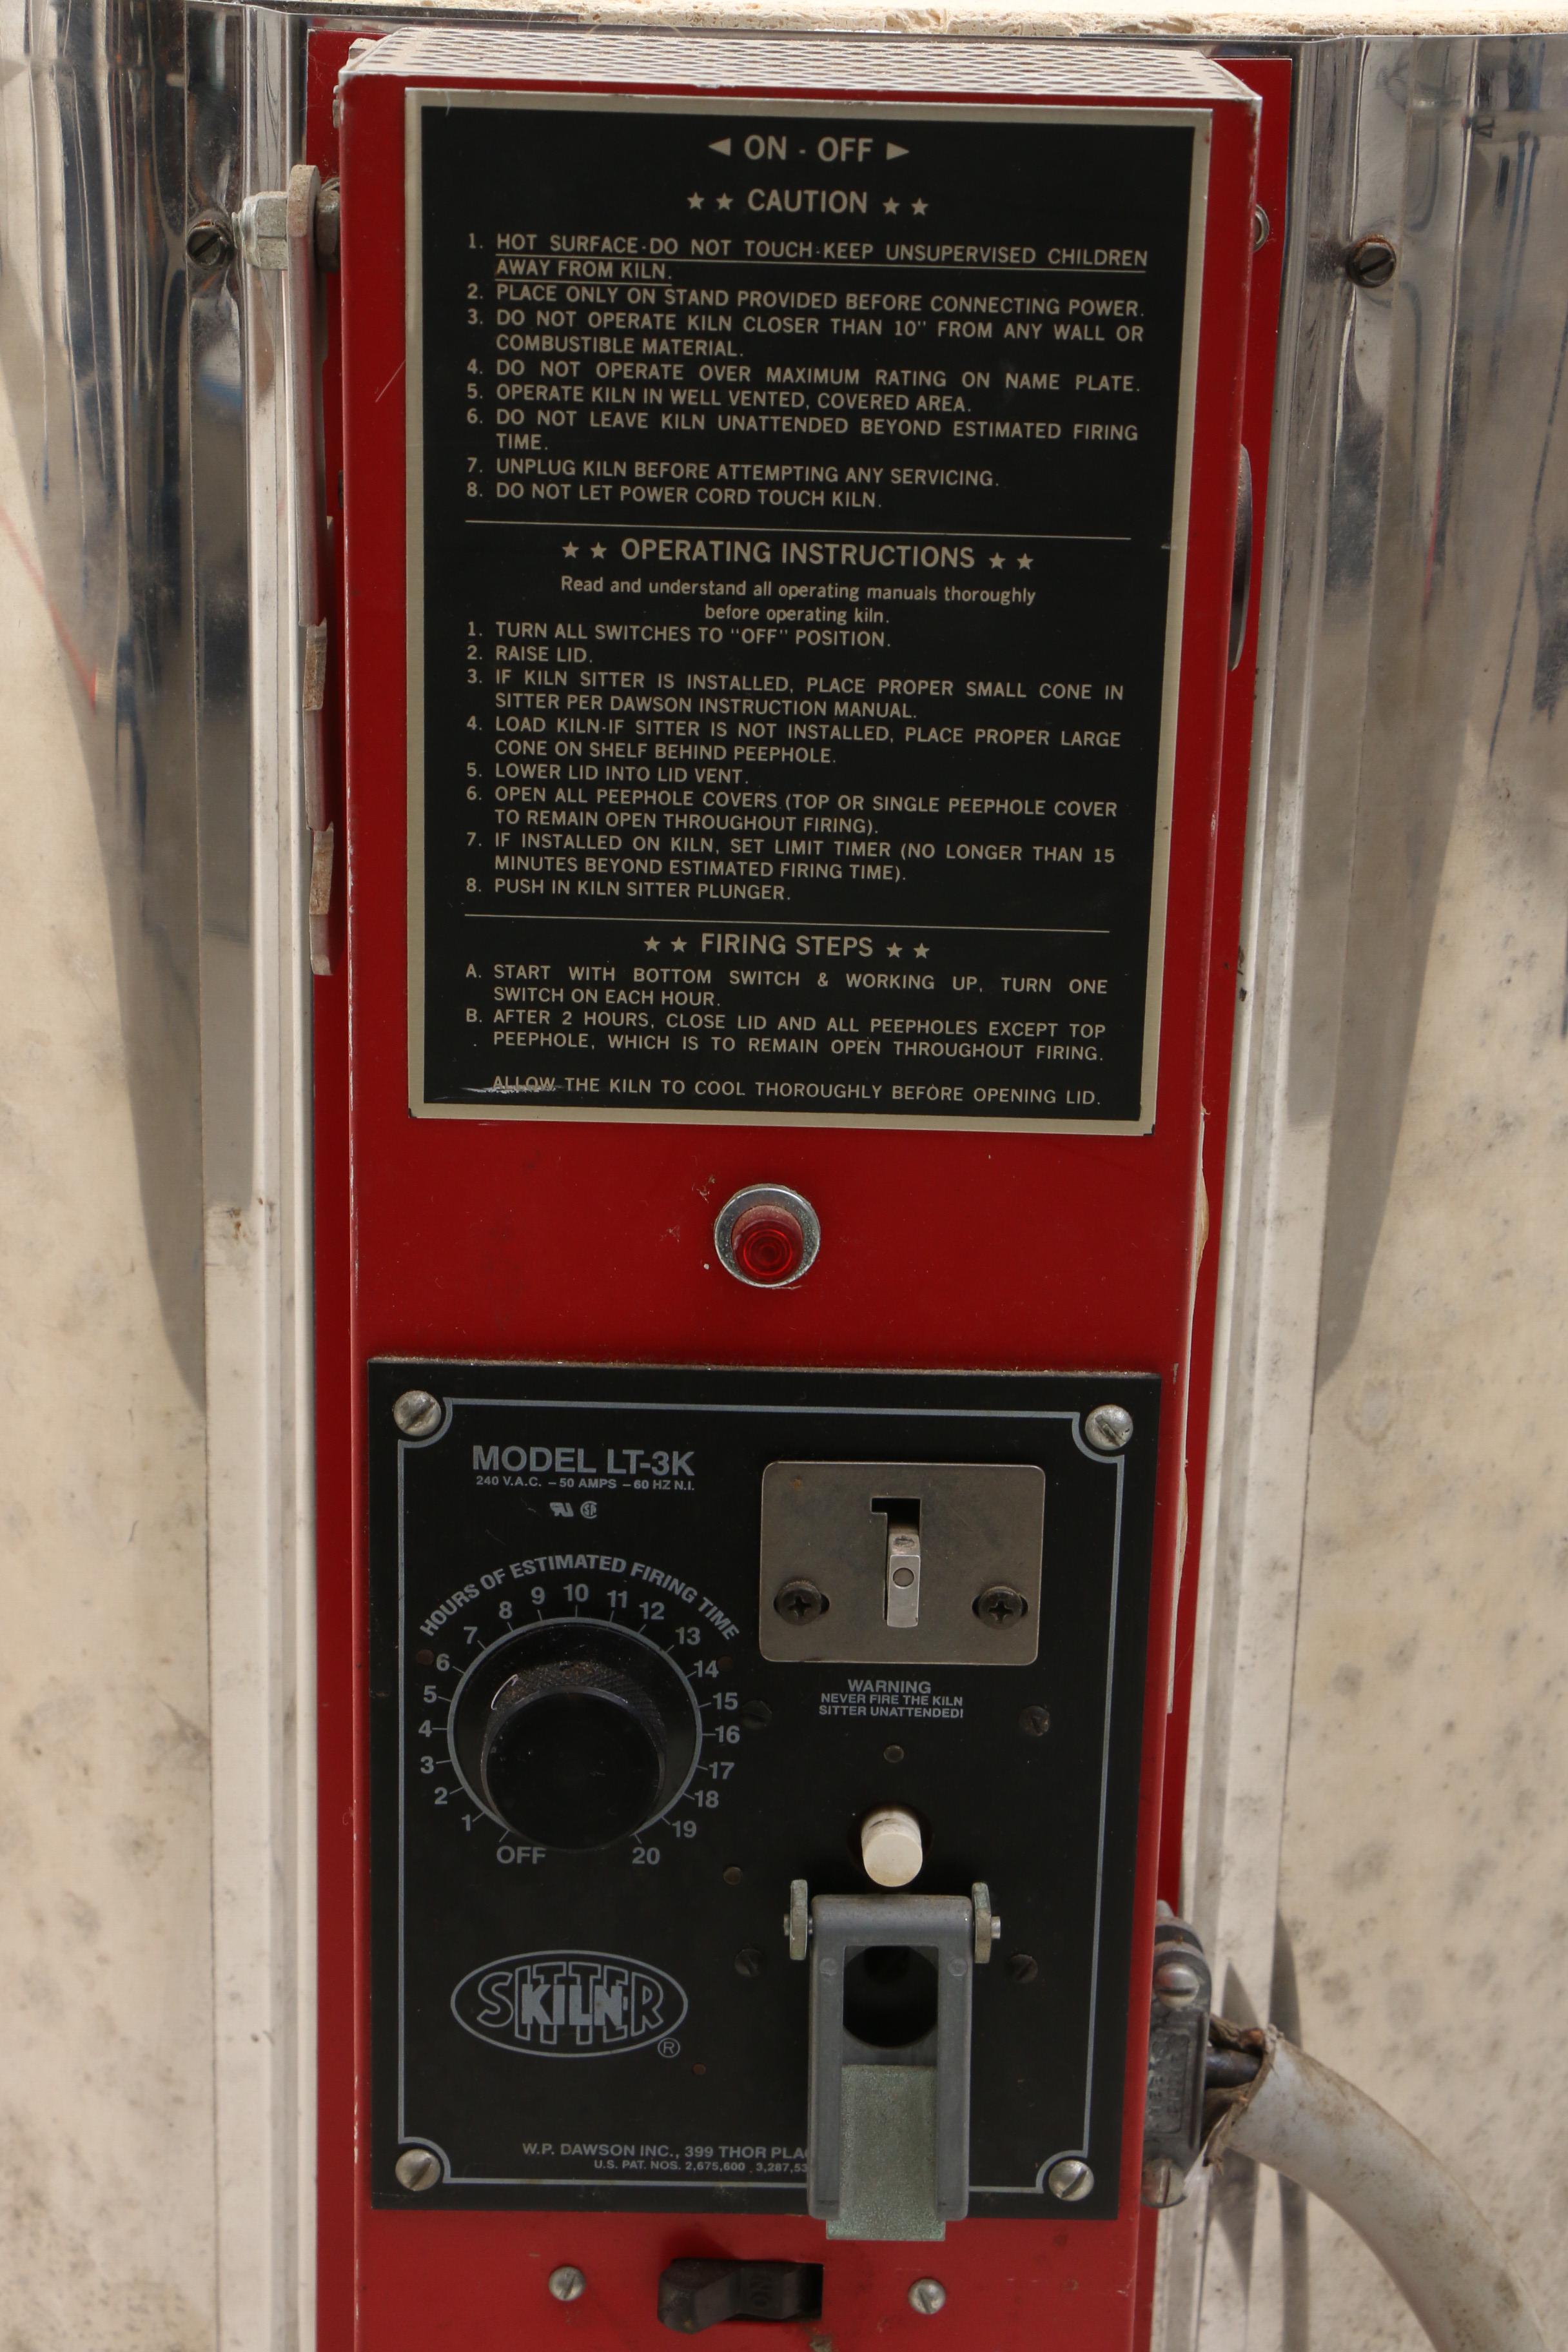 ◄ ON - OFF ►
★ ★ CAUTION ★ ★
1. HOT SURFACE-DO NOT TOUCH-KEEP UNSUPERVISED CHILDREN
AWAY FROM KILN.
2. PLACE ONLY ON STAND PROVIDED BEFORE CONNECTING POWER.
3. DO NOT OPERATE KILN CLOSER THAN 10" FROM ANY WALL OR
COMBUSTIBLE MATERIAL.
4. DO NOT OPERATE OVER MAXIMUM RATING ON NAME PLATE.
5. OPERATE KILN IN WELL VENTED, COVERED AREA.
6. DO NOT LEAVE KILN UNATTENDED BEYOND ESTIMATED FIRING
TIME.
7. UNPLUG KILN BEFORE ATTEMPTING ANY SERVICING.
8. DO NOT LET POWER CORD TOUCH KILN.
★ ★ OPERATING INSTRUCTIONS ★ ★
Read and understand all operating manuals thoroughly
before operating kiln.
1. TURN ALL SWITCHES TO "OFF" POSITION.
2. RAISE LID.
3. IF KILN SITTER IS INSTALLED, PLACE PROPER SMALL CONE IN
SITTER PER DAWSON INSTRUCTION MANUAL.
4. LOAD KILN-IF SITTER IS NOT INSTALLED, PLACE PROPER LARGE
CONE ON SHELF BEHIND PEEPHOLE.
5. LOWER LID INTO LID VENT.
6. OPEN ALL PEEPHOLE COVERS (TOP OR SINGLE PEEPHOLE COVER
TO REMAIN OPEN THROUGHOUT FIRING).
7. IF INSTALLED ON KILN, SET LIMIT TIMER (NO LONGER THAN 15
MINUTES BEYOND ESTIMATED FIRING TIME).
8. PUSH IN KILN SITTER PLUNGER.
★ ★ FIRING STEPS ★ ★
A. START WITH BOTTOM SWITCH & WORKING UP, TURN ONE
SWITCH ON EACH HOUR.
B. AFTER 2 HOURS, CLOSE LID AND ALL PEEPHOLES EXCEPT TOP
PEEPHOLE, WHICH IS TO REMAIN OPEN THROUGHOUT FIRING.
ALLOW THE KILN TO COOL THOROUGHLY BEFORE OPENING LID.
MODEL LT-3K
240 V.A.C. – 50 AMPS – 60 HZ N.I.
HOURS OF ESTIMATED FIRING TIME
OFF 1 2 3 4 5 6 7 8 9 10 11 12 13 14 15 16 17 18 19 20
WARNING
NEVER FIRE THE KILN
SITTER UNATTENDED!
SITTER
KILN
®
W.P. DAWSON INC., 399 THOR
U.S. PAT. NOS. 2,675,600